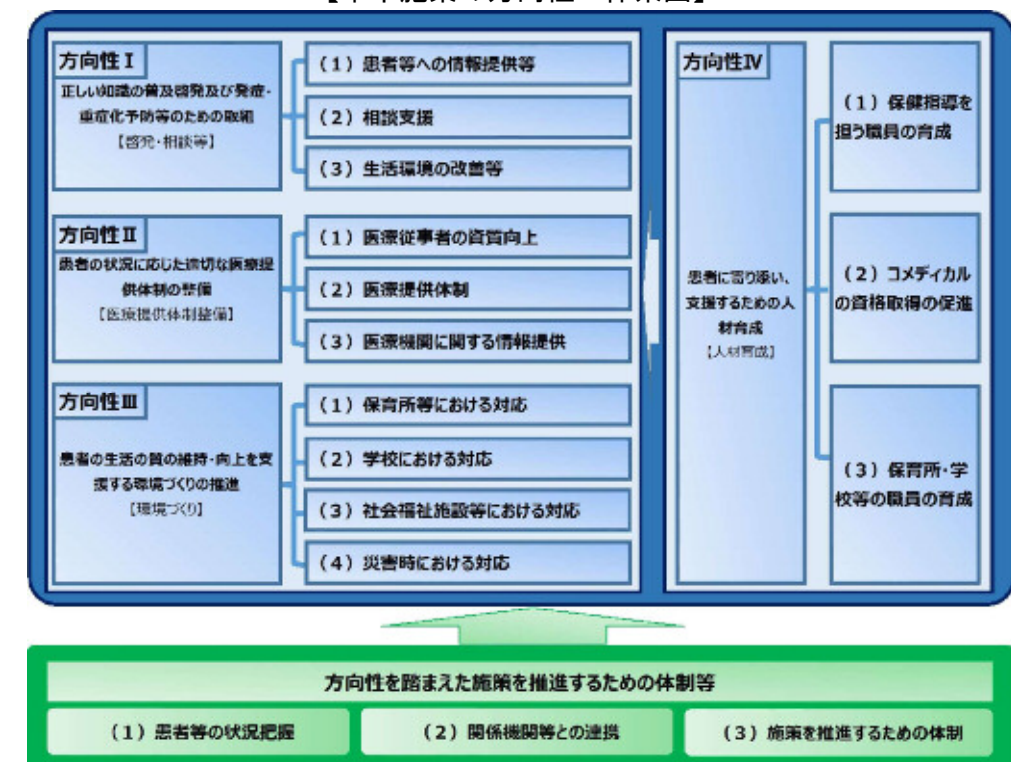 方向性Ⅰ
正しい知識の普及啓発及び発症・
重症化予防等のための取組
【啓発・相談等】
(1)患者等への情報提供等
(2)相談支援
(3)生活環境の改善等
方向性Ⅱ
患者の状況に応じた適切な医療提
供体制の整備
【医療提供体制整備】
(1)医療従事者の資質向上
(2)医療提供体制
(3)医療機関に関する情報提供
方向性Ⅲ
患者の生活の質の維持・向上を支
援する環境づくりの推進
【環境づくり】
(1)保育所等における対応
(2)学校における対応
(3)社会福祉施設等における対応
(4)災害時における対応
方向性Ⅳ
患者に寄り添い、
支援するための人
材育成
【人材育成】
(1)保健指導を
担う職員の育成
(2)コメディカル
の資格取得の促進
(3)保育所・学
校等の職員の育成
方向性を踏まえた施策を推進するための体制等
(1)患者等の状況把握
(2)関係機関等との連携
(3)施策を推進するための体制